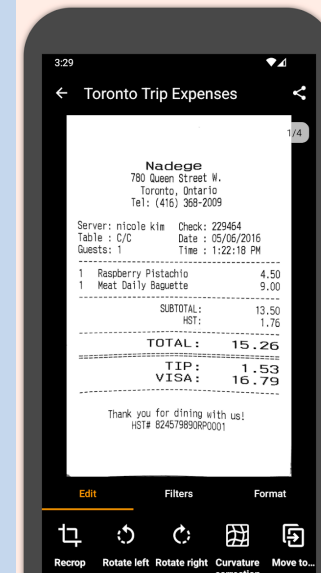 3:29
Toronto Trip Expenses
1/4
Nadege
780 Queen Street W.
Toronto, Ontario
Tel: (416) 368-2009
Server: nicole kim Check: 229464
Table : C/C Date : 05/06/2016
Guests: 1 Time : 1:22:18 PM
1 Raspberry Pistachio 4.50
1 Meat Daily Baguette 9.00
SUBTOTAL: 13.50
HST: 1.76
TOTAL: 15.26
TIP: 1.53
VISA: 16.79
Thank you for dining with us!
HST# 824579890RP0001
Edit Filters Format
Recrop Rotate left Rotate right Curvature Move to...
correction